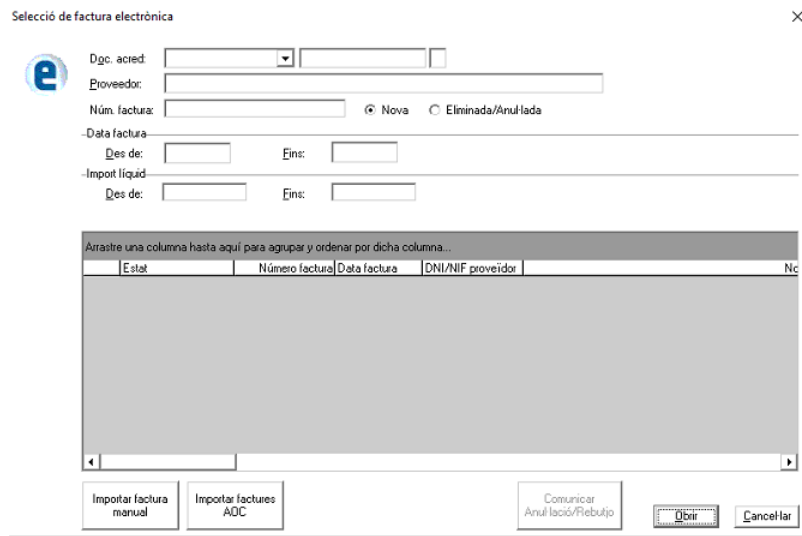 Selecció de factura electrònica
e
Doc. acred:
Proveedor:
Núm. factura:
Nova
Eliminada/Anul·lada
Data factura
Des de:
Fins:
Import líquid
Des de:
Fins:
Arrastre una columna hasta aquí para agrupar y ordenar por dicha columna...
Estat
Número factura
Data factura
DNI/NIF proveïdor
No
Importar factura
manual
Importar factures
AOC
Comunicar
Anul·lació/Rebutjo
Obrir
Cancel·lar